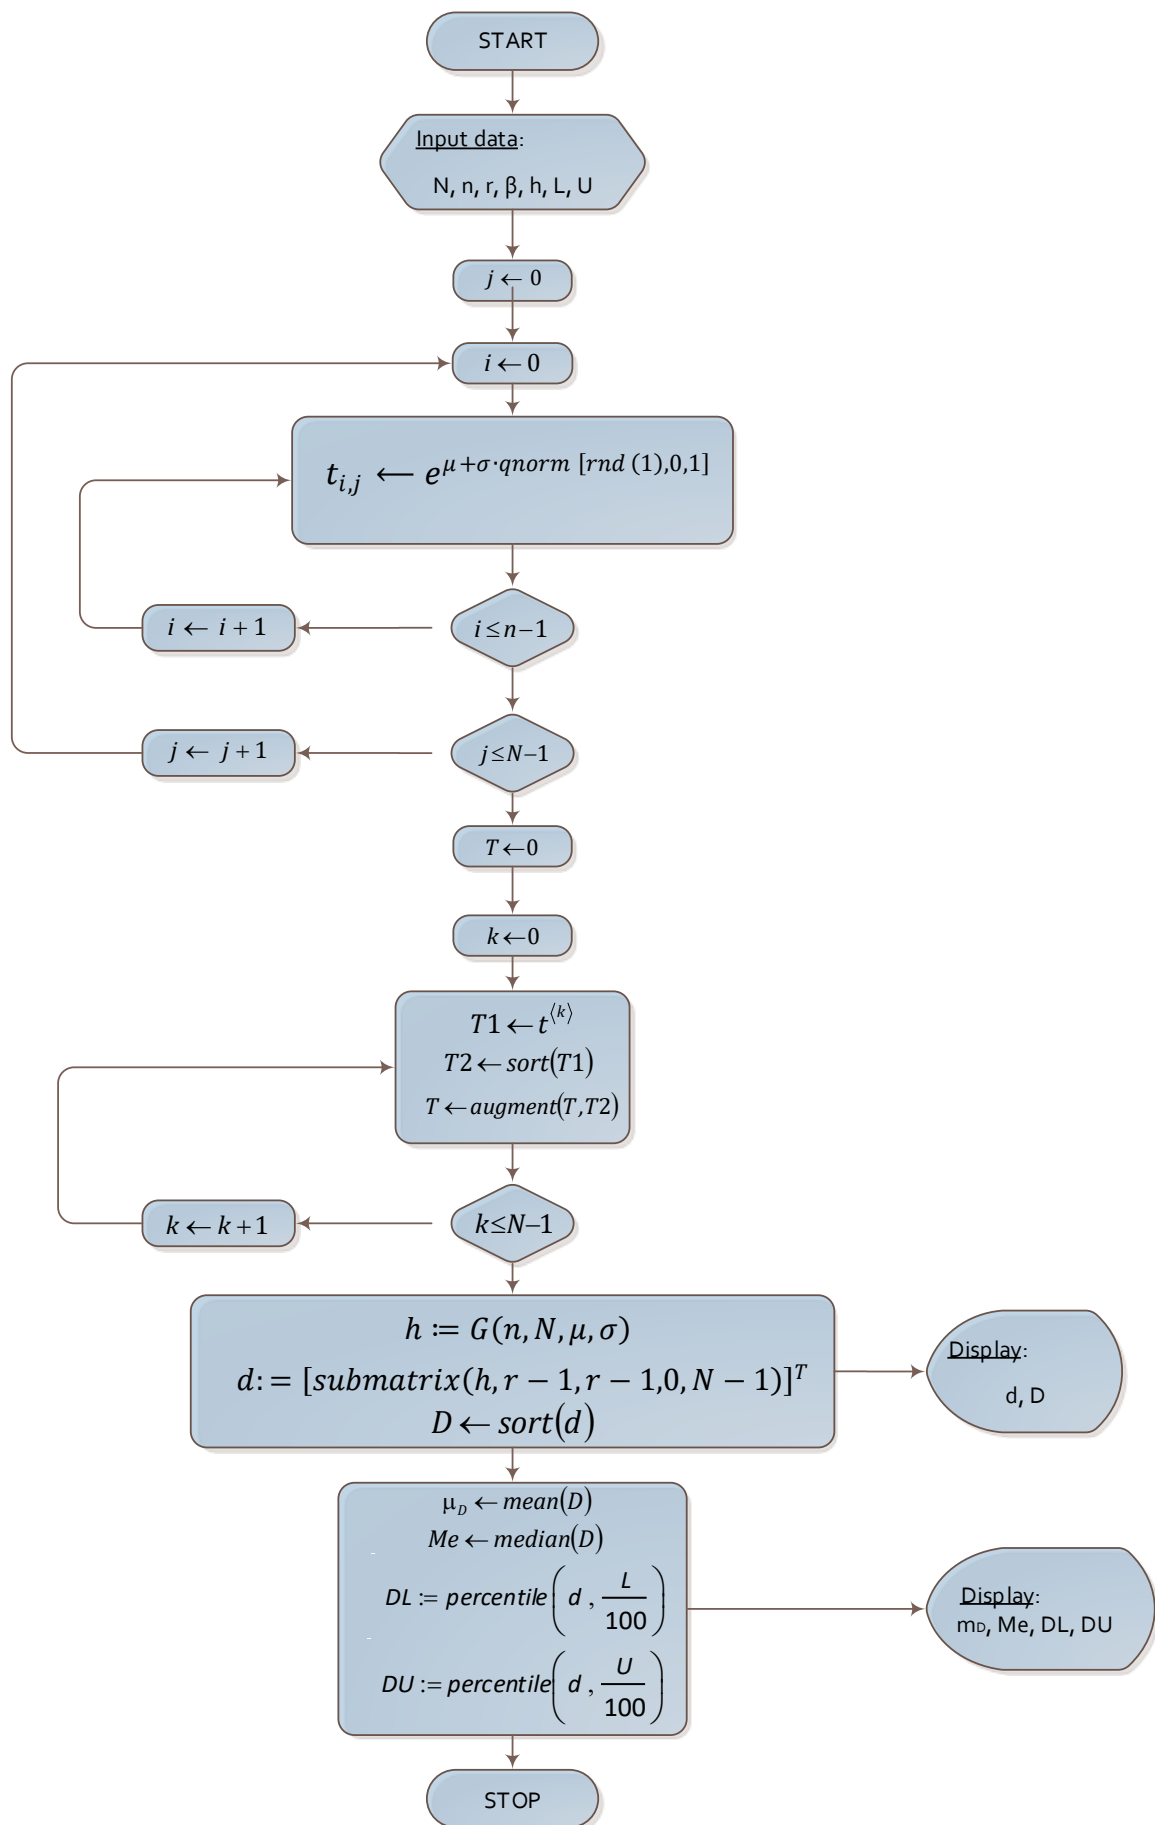 START
Input data:
N, n, r, β, h, L, U
j ← 0
i ← 0
t_{i,j} ⟵ e^{μ+σ·qnorm [rnd (1),0,1]}
i ← i + 1
i ≤ n − 1
j ← j + 1
j ≤ N − 1
T ← 0
k ← 0
T1 ← t^{⟨k⟩}
T2 ← sort(T1)
T ← augment(T, T2)
k ← k + 1
k ≤ N − 1
h ≔ G(n, N, μ, σ)
d: = [submatrix(h, r − 1, r − 1,0, N − 1)]^T
D ← sort(d)
Display:
d, D
μ_D ← mean(D)
Me ← median(D)
DL := percentile(d , L/100)
DU := percentile(d , U/100)
Display:
m_D, Me, DL, DU
STOP